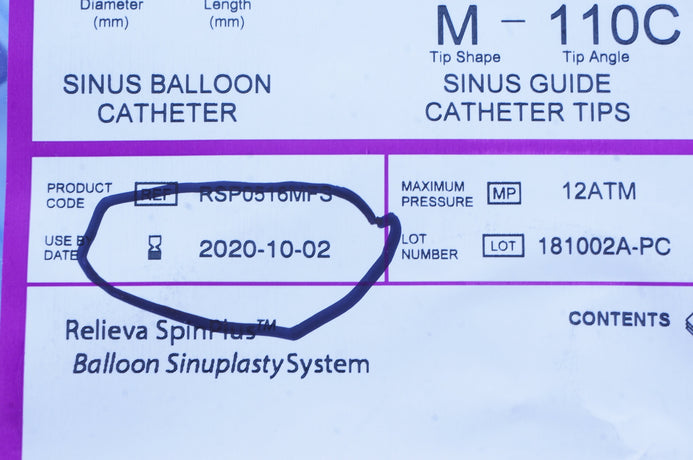 Diameter Length
(mm) (mm)
M - 110C
Tip Shape Tip Angle
SINUS BALLOON
CATHETER
SINUS GUIDE
CATHETER TIPS
PRODUCT
CODE
REF RSP0516MFS
USE BY
DATE
2020-10-02
MAXIMUM
PRESSURE
MP 12ATM
LOT
NUMBER
LOT 181002A-PC
Relieva SpinPlus™
Balloon Sinuplasty System
CONTENTS